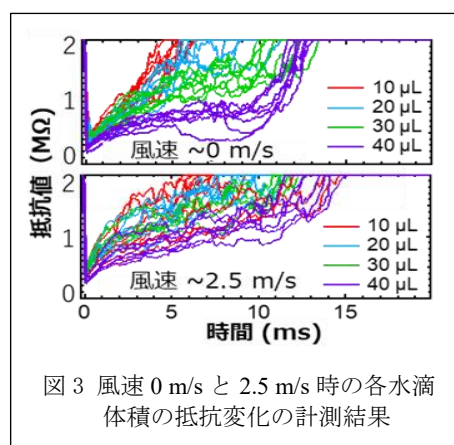 2
10 μL
20 μL
1
30 μL
40 μL
0
風速 ~0 m/s
抵抗値 (MΩ)
2
10 μL
20 μL
1
30 μL
40 μL
風速 ~2.5 m/s
0
0
5
10
15
時間 (ms)
図 3 風速 0 m/s と 2.5 m/s 時の各水滴
体積の抵抗変化の計測結果